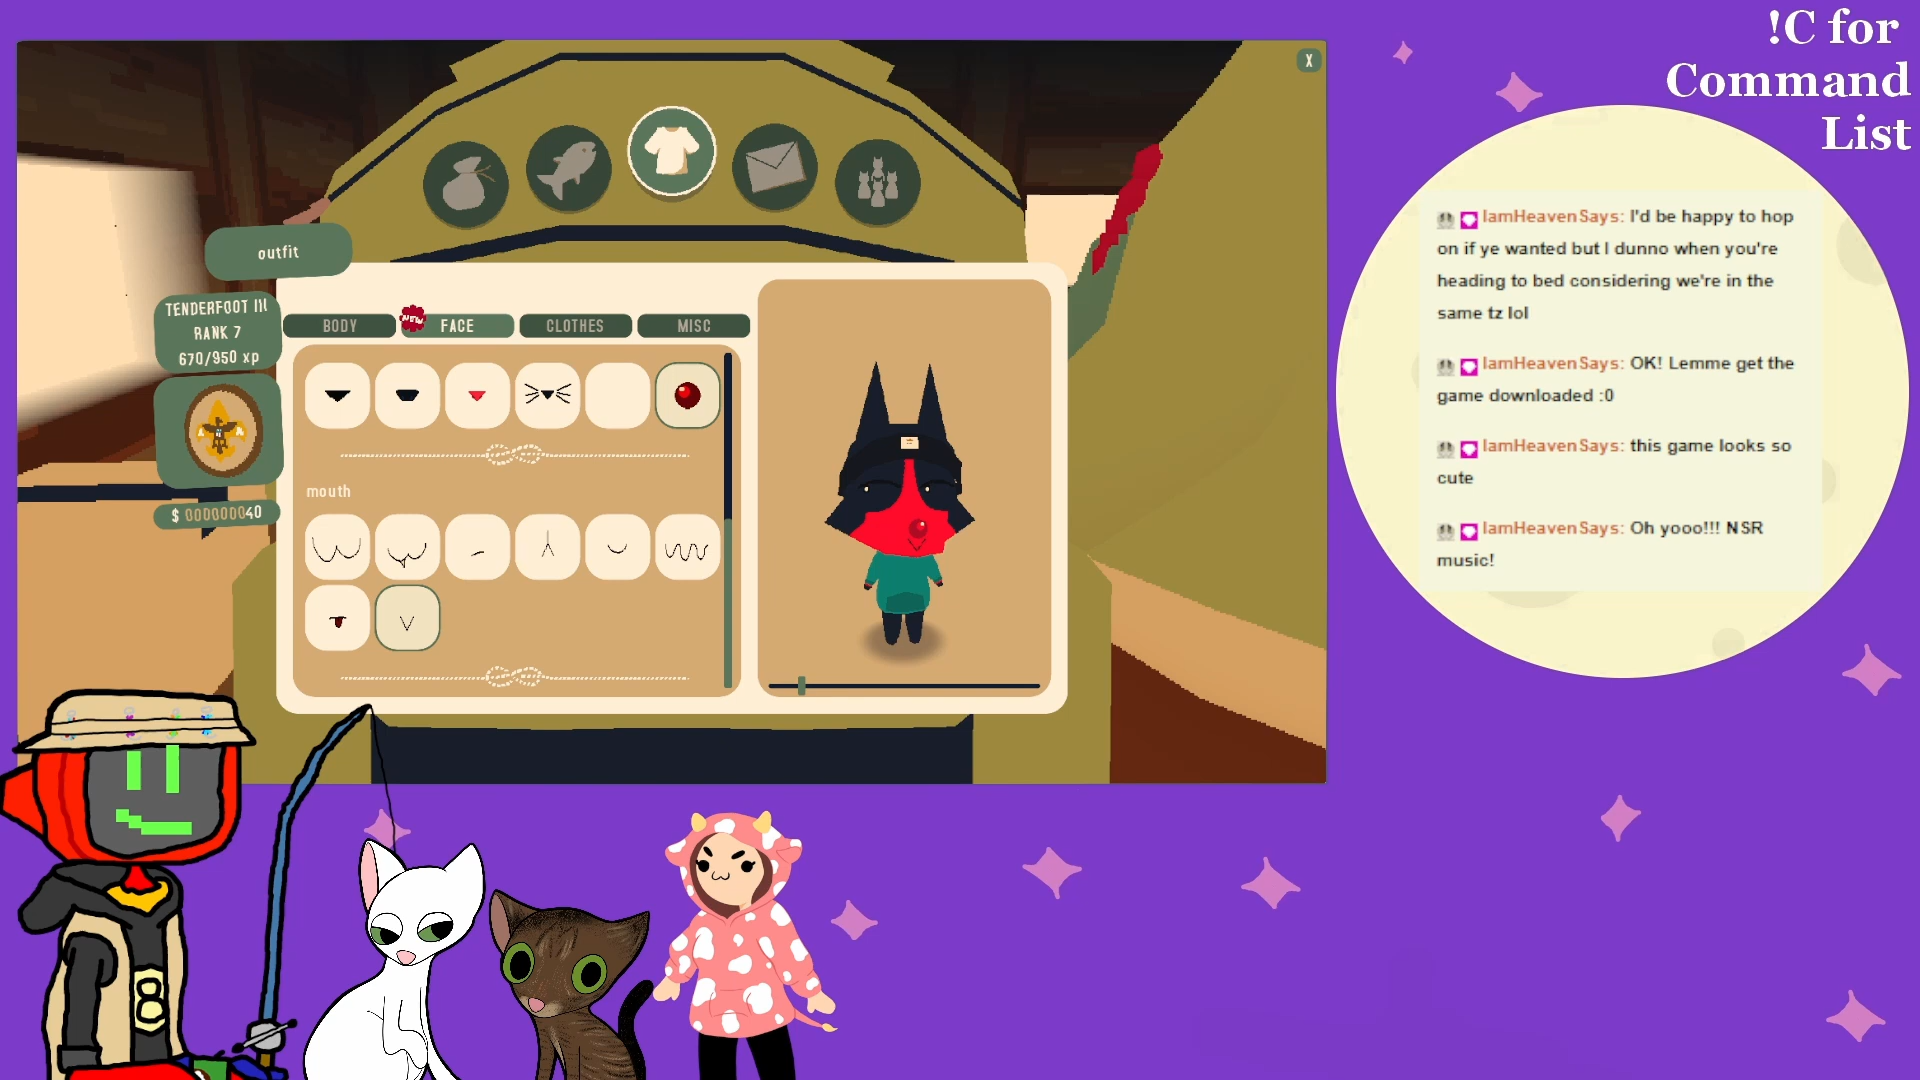 !C for
Command
List
X
outfit
TENDERFOOT III
RANK 7
670/950 xp
$ 000000040
BODY
NEW
FACE
CLOTHES
MISC
mouth
IamHeavenSays: I'd be happy to hop
on if ye wanted but I dunno when you're
heading to bed considering we're in the
same tz lol
IamHeavenSays: OK! Lemme get the
game downloaded :0
IamHeavenSays: this game looks so
cute
IamHeavenSays: Oh yooo!!! NSR
music!
8